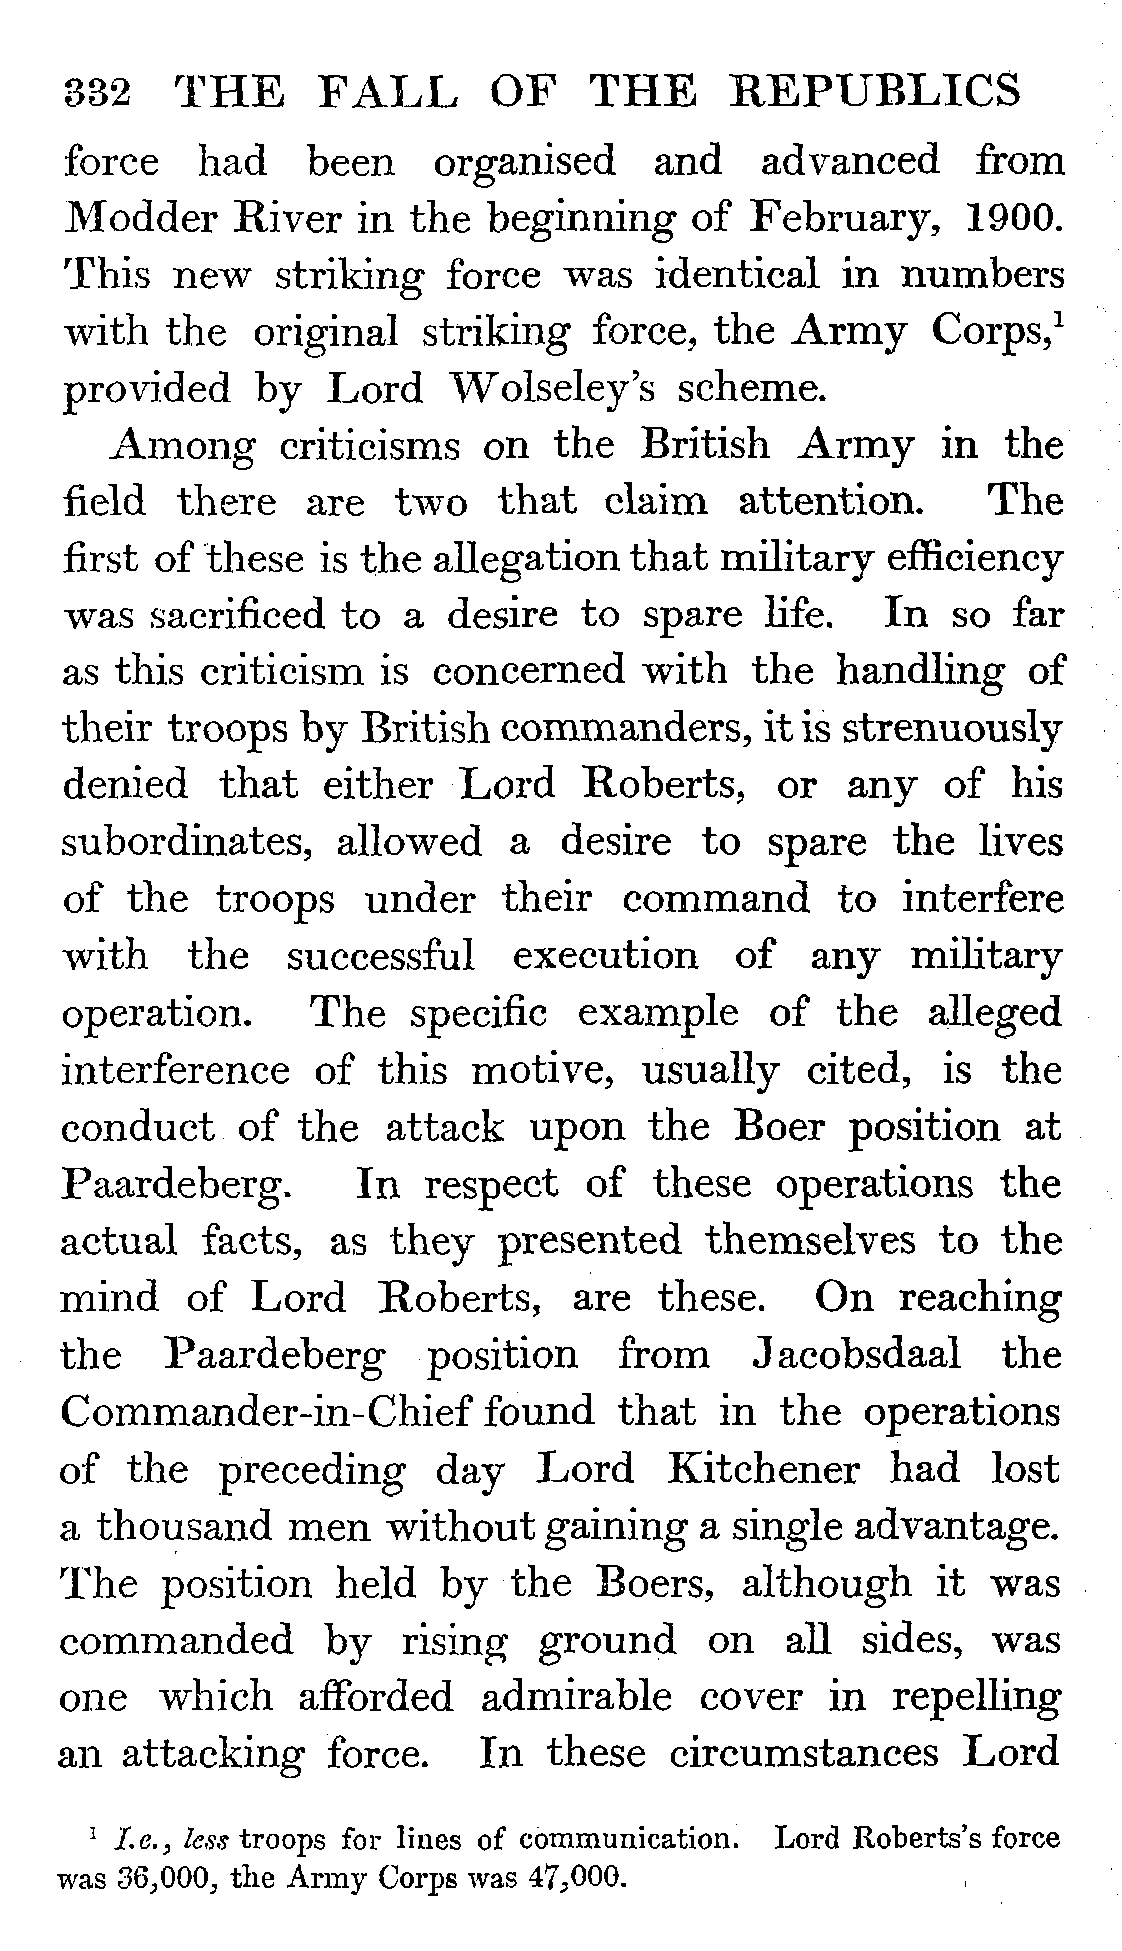 332 THE FALL OF THE REPUBLICS
force had been organised and advanced from
Modder River in the beginning of February, 1900.
This new striking force was identical in numbers
with the original striking force, the Army Corps,¹
provided by Lord Wolseley's scheme.
Among criticisms on the British Army in the
field there are two that claim attention. The
first of these is the allegation that military efficiency
was sacrificed to a desire to spare life. In so far
as this criticism is concerned with the handling of
their troops by British commanders, it is strenuously
denied that either Lord Roberts, or any of his
subordinates, allowed a desire to spare the lives
of the troops under their command to interfere
with the successful execution of any military
operation. The specific example of the alleged
interference of this motive, usually cited, is the
conduct of the attack upon the Boer position at
Paardeberg. In respect of these operations the
actual facts, as they presented themselves to the
mind of Lord Roberts, are these. On reaching
the Paardeberg position from Jacobsdaal the
Commander-in-Chief found that in the operations
of the preceding day Lord Kitchener had lost
a thousand men without gaining a single advantage.
The position held by the Boers, although it was
commanded by rising ground on all sides, was
one which afforded admirable cover in repelling
an attacking force. In these circumstances Lord
¹ I.e., less troops for lines of communication. Lord Roberts's force
was 36,000, the Army Corps was 47,000.